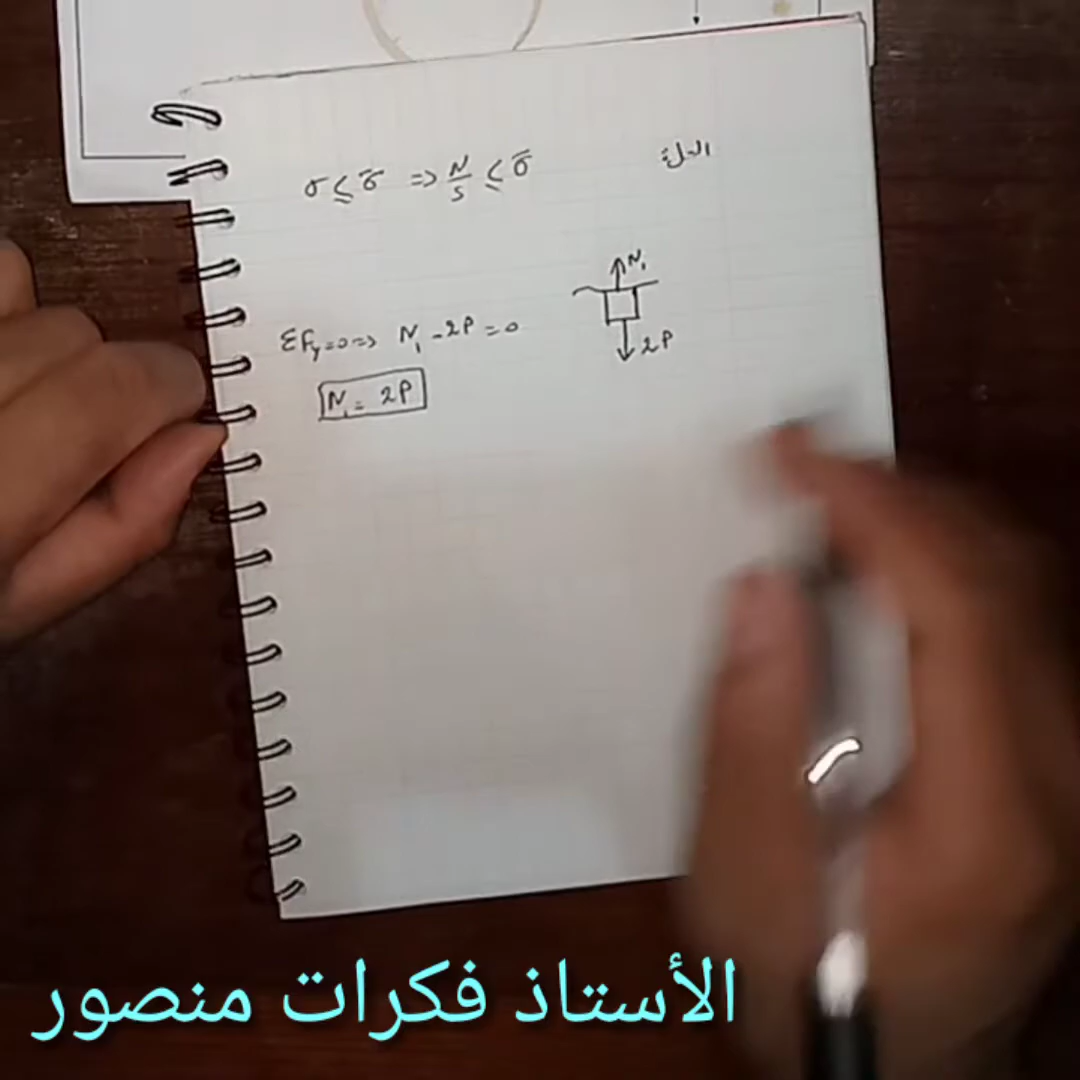 الحل:
σ ≤ σ̄ => N/S ≤ σ̄
N₁
ΣFy=0 => N₁ - 2P = 0
2P
N₁ = 2P
الأستاذ فكرات منصور